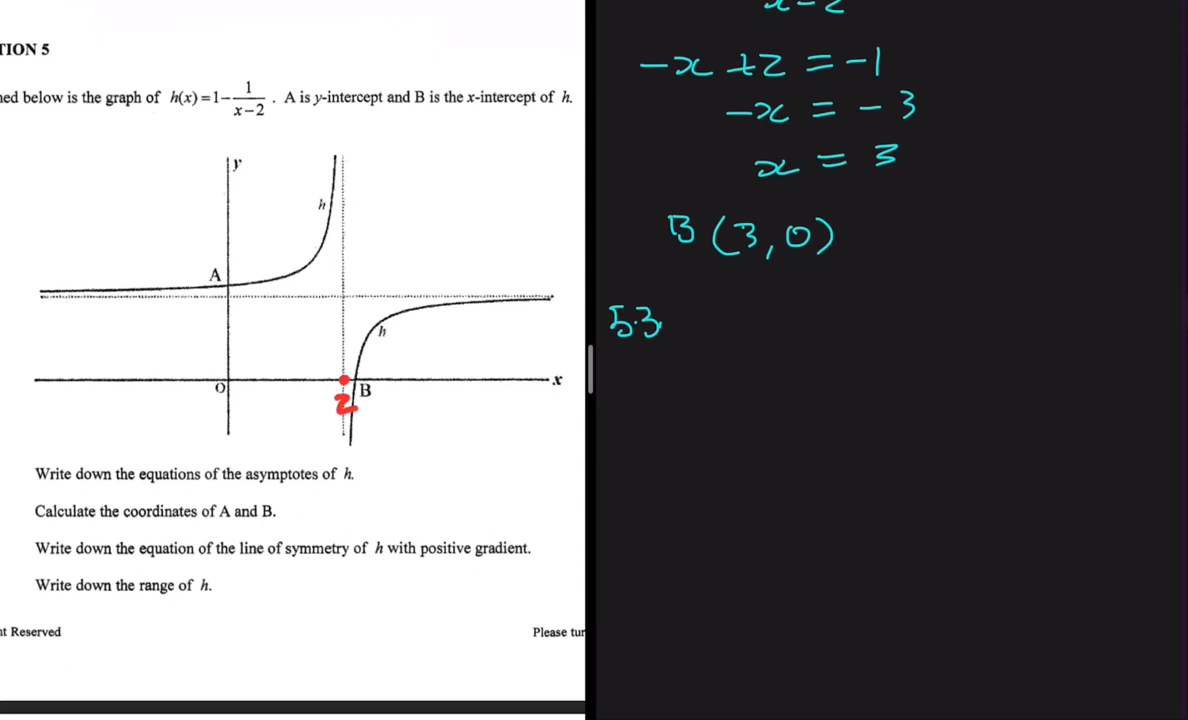 TION 5
ned below is the graph of h(x)=1-\frac{1}{x-2}. A is y-intercept and B is the x-intercept of h.
y
h
A
h
O
B
x
2
Write down the equations of the asymptotes of h.
Calculate the coordinates of A and B.
Write down the equation of the line of symmetry of h with positive gradient.
Write down the range of h.
t Reserved
Please tur
x=2
-x+2=-1
-x=-3
x=3
B(3,0)
5.3